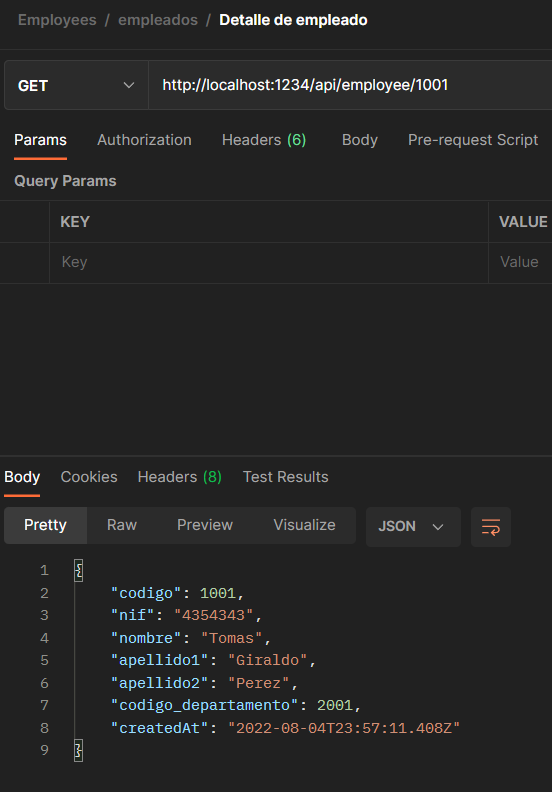 Employees / empleados / Detalle de empleado
GET http://localhost:1234/api/employee/1001
Params Authorization Headers (6) Body Pre-request Script
Query Params
KEY VALUE
Key Value
Body Cookies Headers (8) Test Results
Pretty Raw Preview Visualize JSON
1 {
2 "codigo": 1001,
3 "nif": "4354343",
4 "nombre": "Tomas",
5 "apellido1": "Giraldo",
6 "apellido2": "Perez",
7 "codigo_departamento": 2001,
8 "createdAt": "2022-08-04T23:57:11.408Z"
9 }